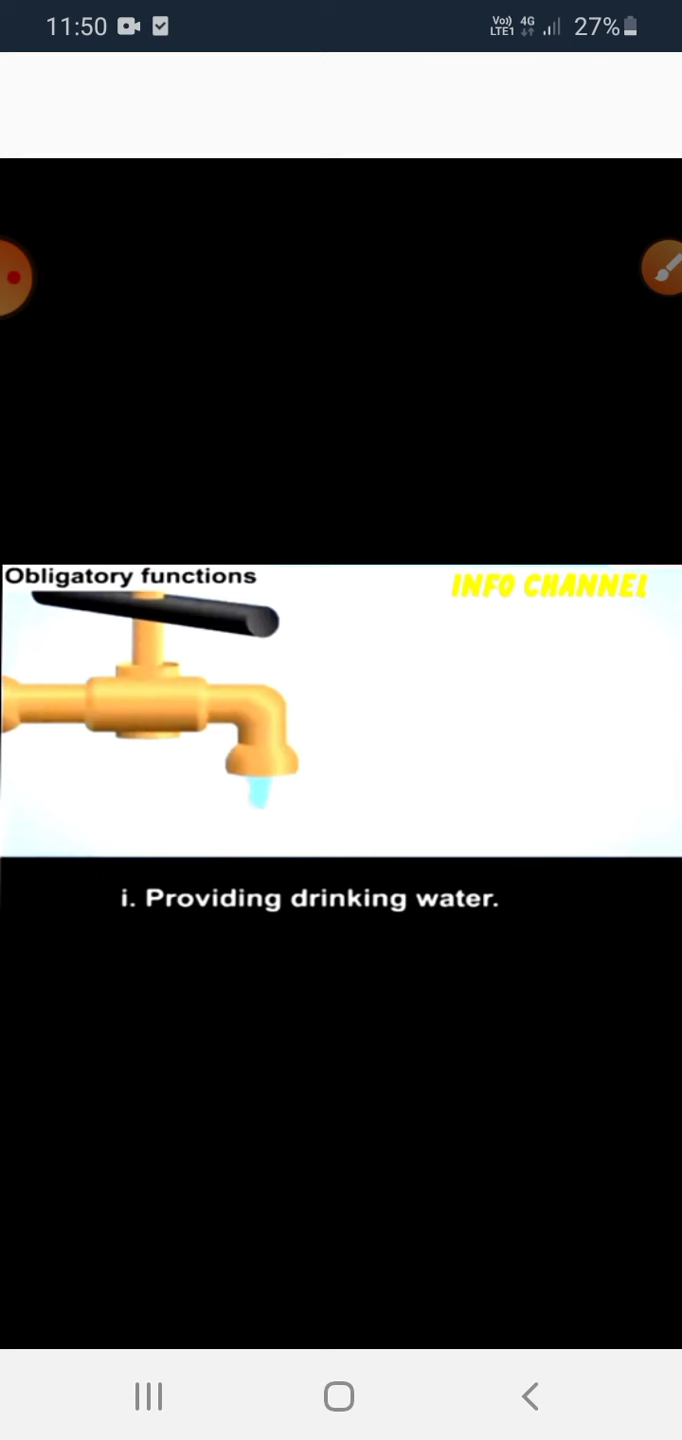 11:50
Vo)) 4G
LTE1
27%
Obligatory functions
INFO CHANNEL
i. Providing drinking water.